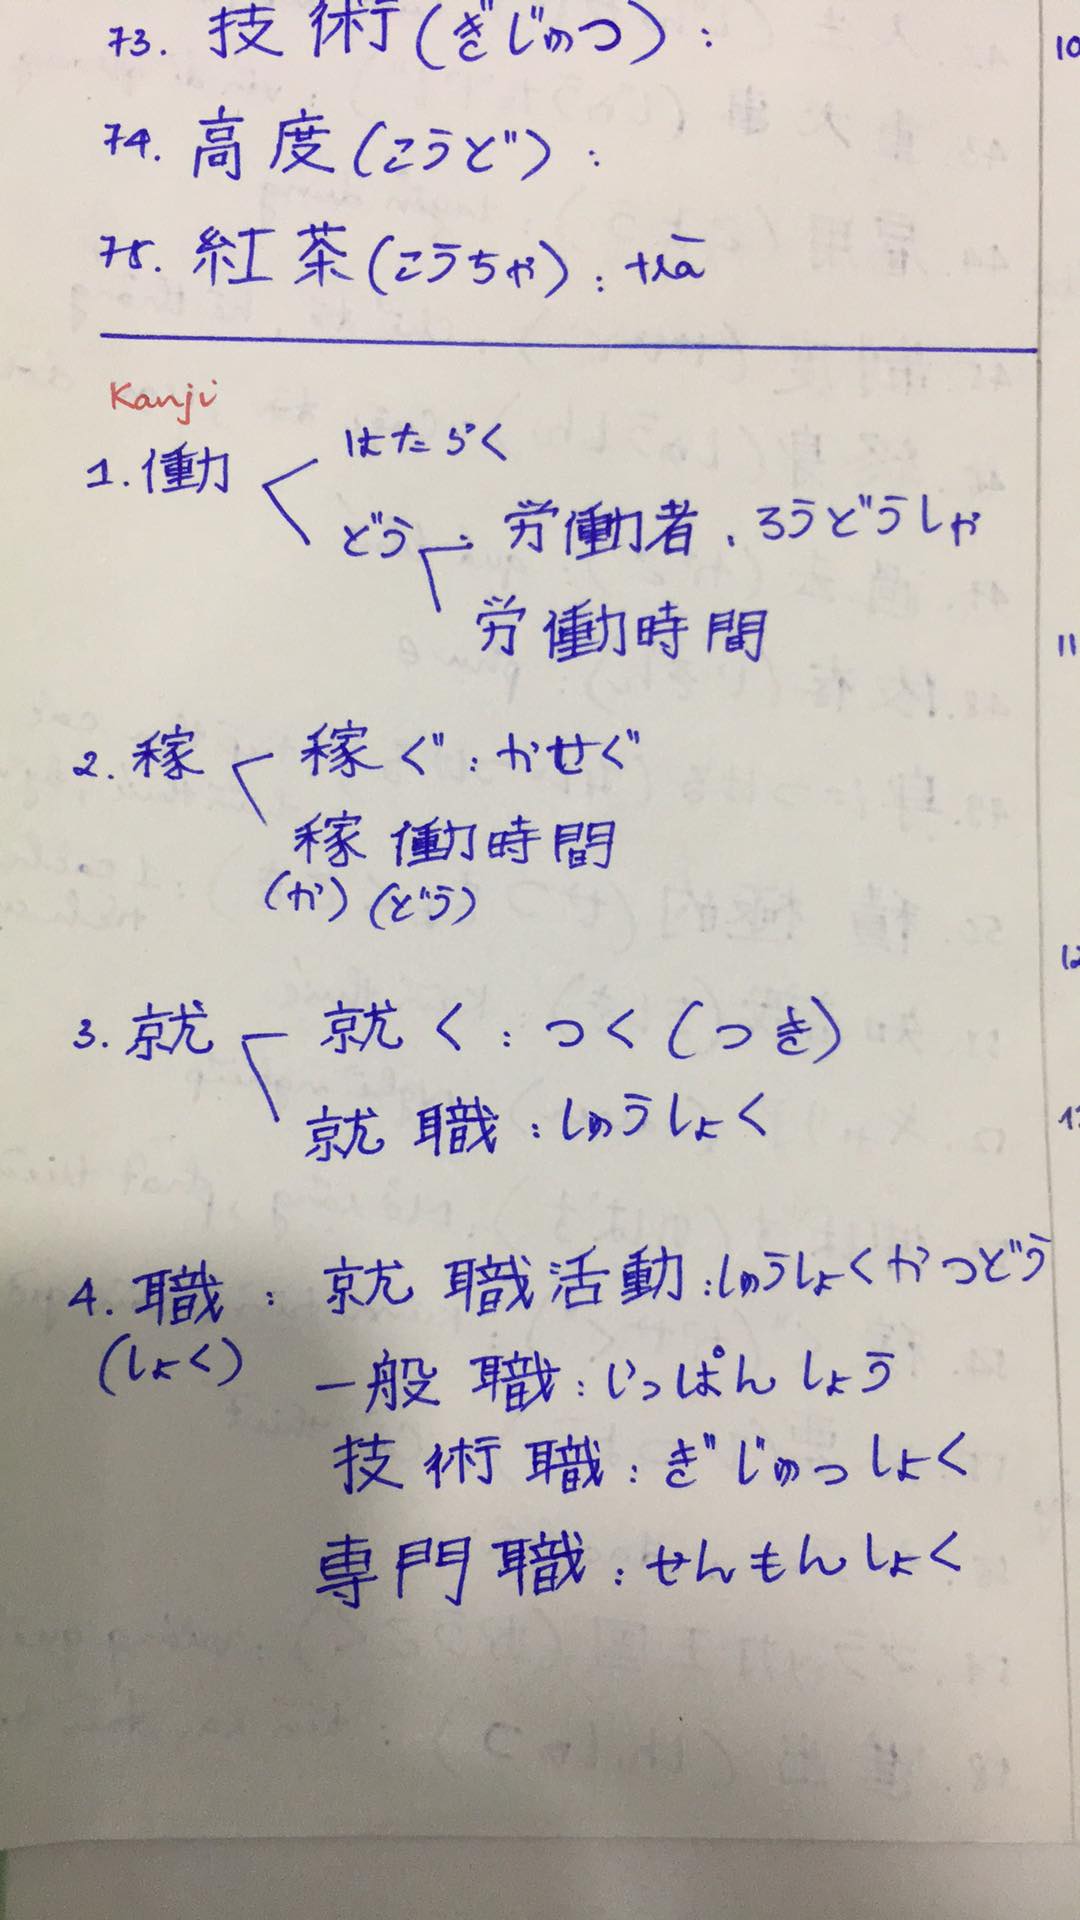 73. 技術(ぎじゅつ):
74. 高度(こうど):
75. 紅茶(こうちゃ): trà
Kanji
1. 働 はたらく
どう : 労働者 . ろうどうしゃ
労働時間
2. 稼 稼ぐ : かせぐ
稼働時間
(か) (どう)
3. 就 就く : つく (つき)
就職 : しゅうしょく
4. 職 : 就職活動 : しゅうしょくかつどう
(しょく)
一般職 : いっぱんしょう
技術職 : ぎじゅっしょく
専門職 : せんもんしょく
10
11
12